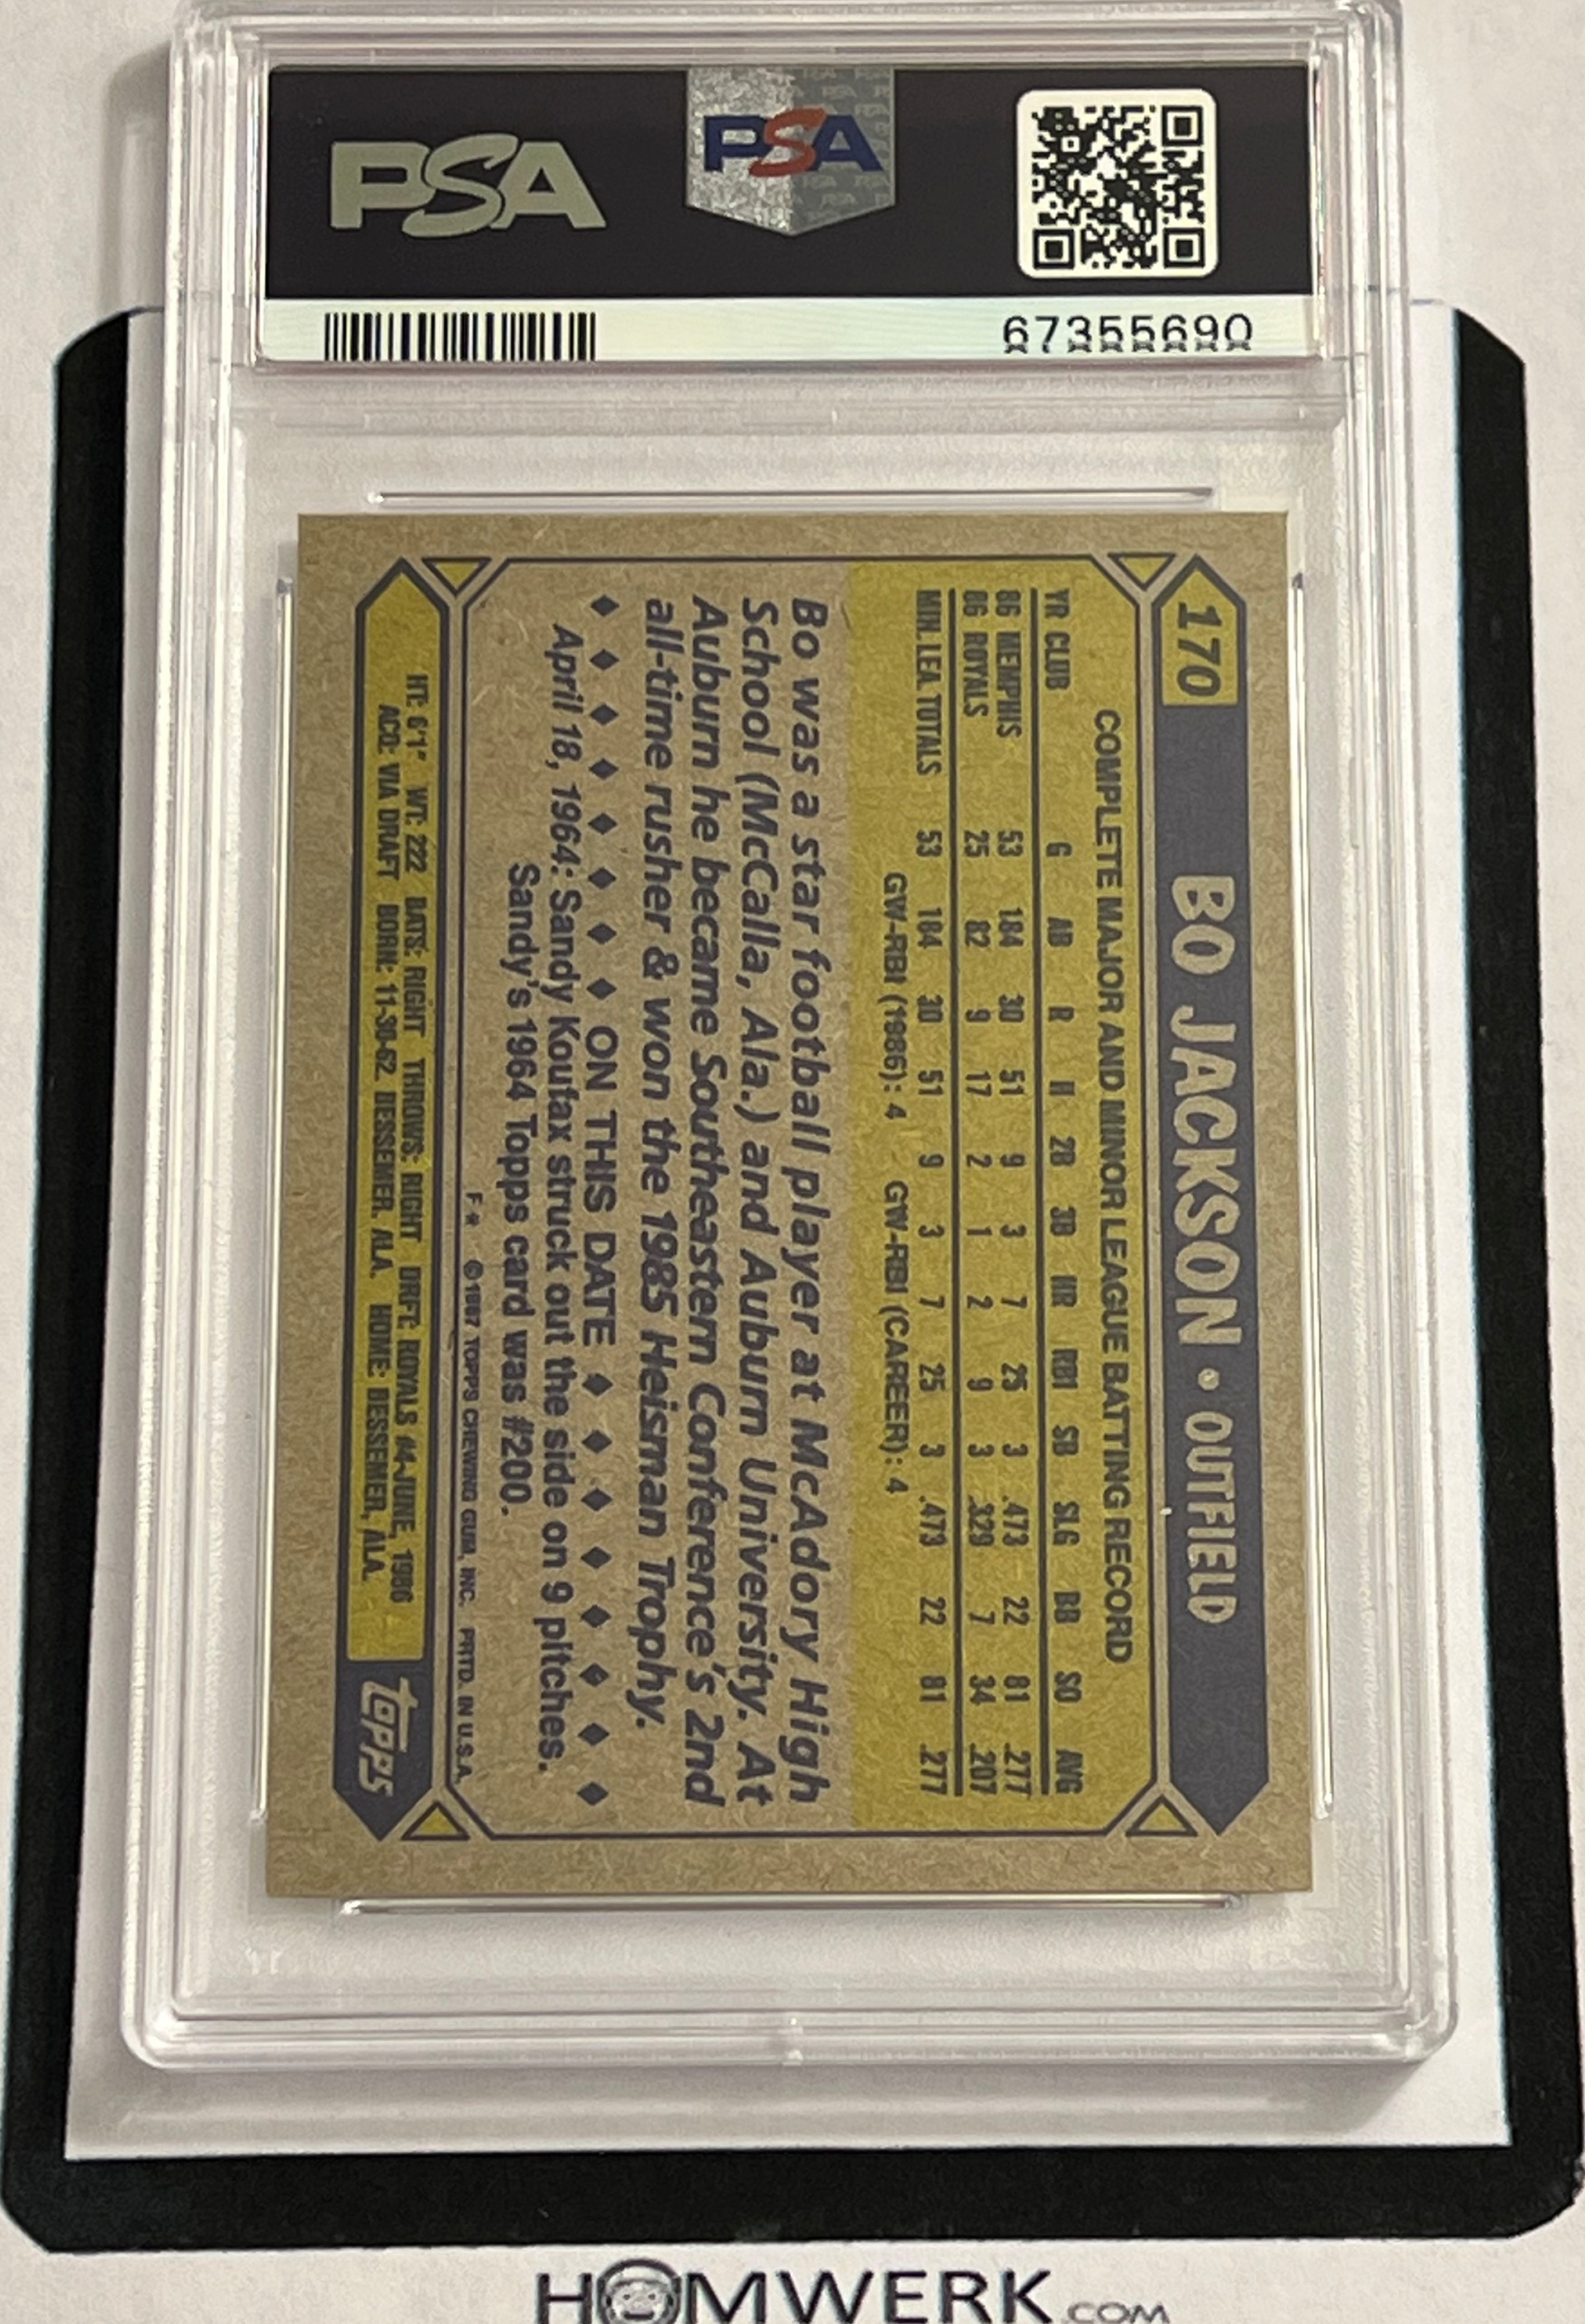 PSA
PSA
67355690
170
BO JACKSON • OUTFIELD
COMPLETE MAJOR AND MINOR LEAGUE BATTING RECORD
YR CLUB G AB R H 2B 3B HR RBI SB SLG BB SO AVG
86 MEMPHIS 53 184 30 51 9 3 7 25 3 .473 22 81 .277
86 ROYALS 25 82 9 17 2 1 2 9 3 .329 7 34 .207
MIN. LEA. TOTALS 53 184 30 51 9 3 7 25 3 .473 22 81 .277
GW-RBI (1986): 4 GW-RBI (CAREER): 4
Bo was a star football player at McAdory High
School (McCalla, Ala.) and Auburn University. At
Auburn he became Southeastern Conference's 2nd
all-time rusher & won the 1985 Heisman Trophy.
ON THIS DATE
April 18, 1964: Sandy Koufax struck out the side on 9 pitches.
Sandy's 1964 Topps card was #200.
F* © 1987 TOPPS CHEWING GUM, INC. PRTD. IN U.S.A.
HT: 6'1" WT: 222 BATS: RIGHT THROWS: RIGHT DRFT: ROYALS #4-JUNE, 1986
ACQ: VIA DRAFT BORN: 11-30-62, BESSEMER, ALA. HOME: BESSEMER, ALA.
topps
HOMWERK.COM